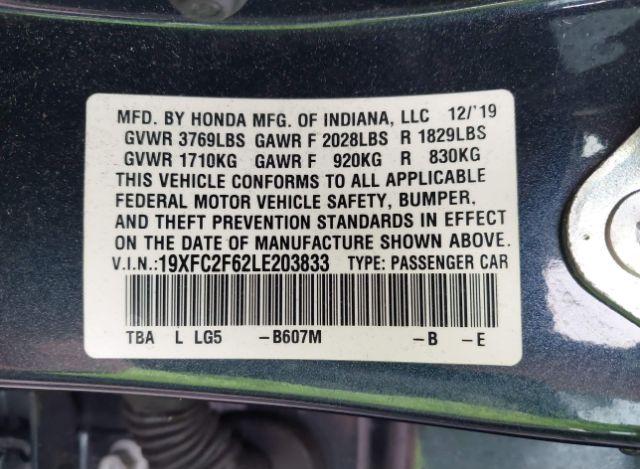 MFD. BY HONDA MFG. OF INDIANA, LLC 12/'19
GVWR 3769LBS GAWR F 2028LBS R 1829LBS
GVWR 1710KG GAWR F 920KG R 830KG
THIS VEHICLE CONFORMS TO ALL APPLICABLE
FEDERAL MOTOR VEHICLE SAFETY, BUMPER,
AND THEFT PREVENTION STANDARDS IN EFFECT
ON THE DATE OF MANUFACTURE SHOWN ABOVE.
V.I.N.:19XFC2F62LE203833 TYPE: PASSENGER CAR
TBA L LG5 -B607M -B -E